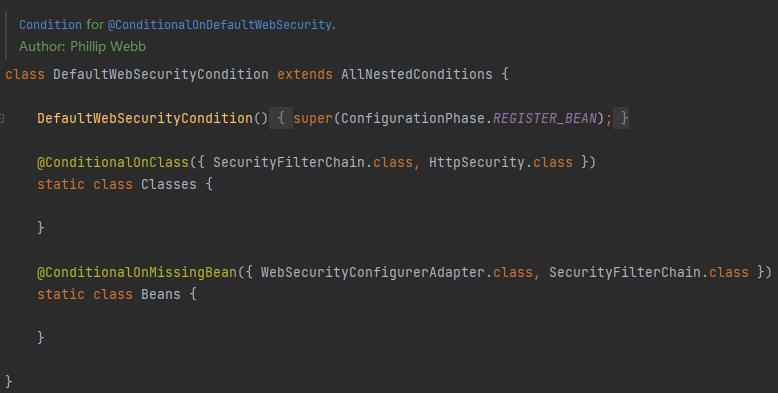 Condition for @ConditionalOnDefaultWebSecurity.
Author: Phillip Webb
class DefaultWebSecurityCondition extends AllNestedConditions {
DefaultWebSecurityCondition() { super(ConfigurationPhase.REGISTER_BEAN); }
@ConditionalOnClass({ SecurityFilterChain.class, HttpSecurity.class })
static class Classes {
}
@ConditionalOnMissingBean({ WebSecurityConfigurerAdapter.class, SecurityFilterChain.class })
static class Beans {
}
}